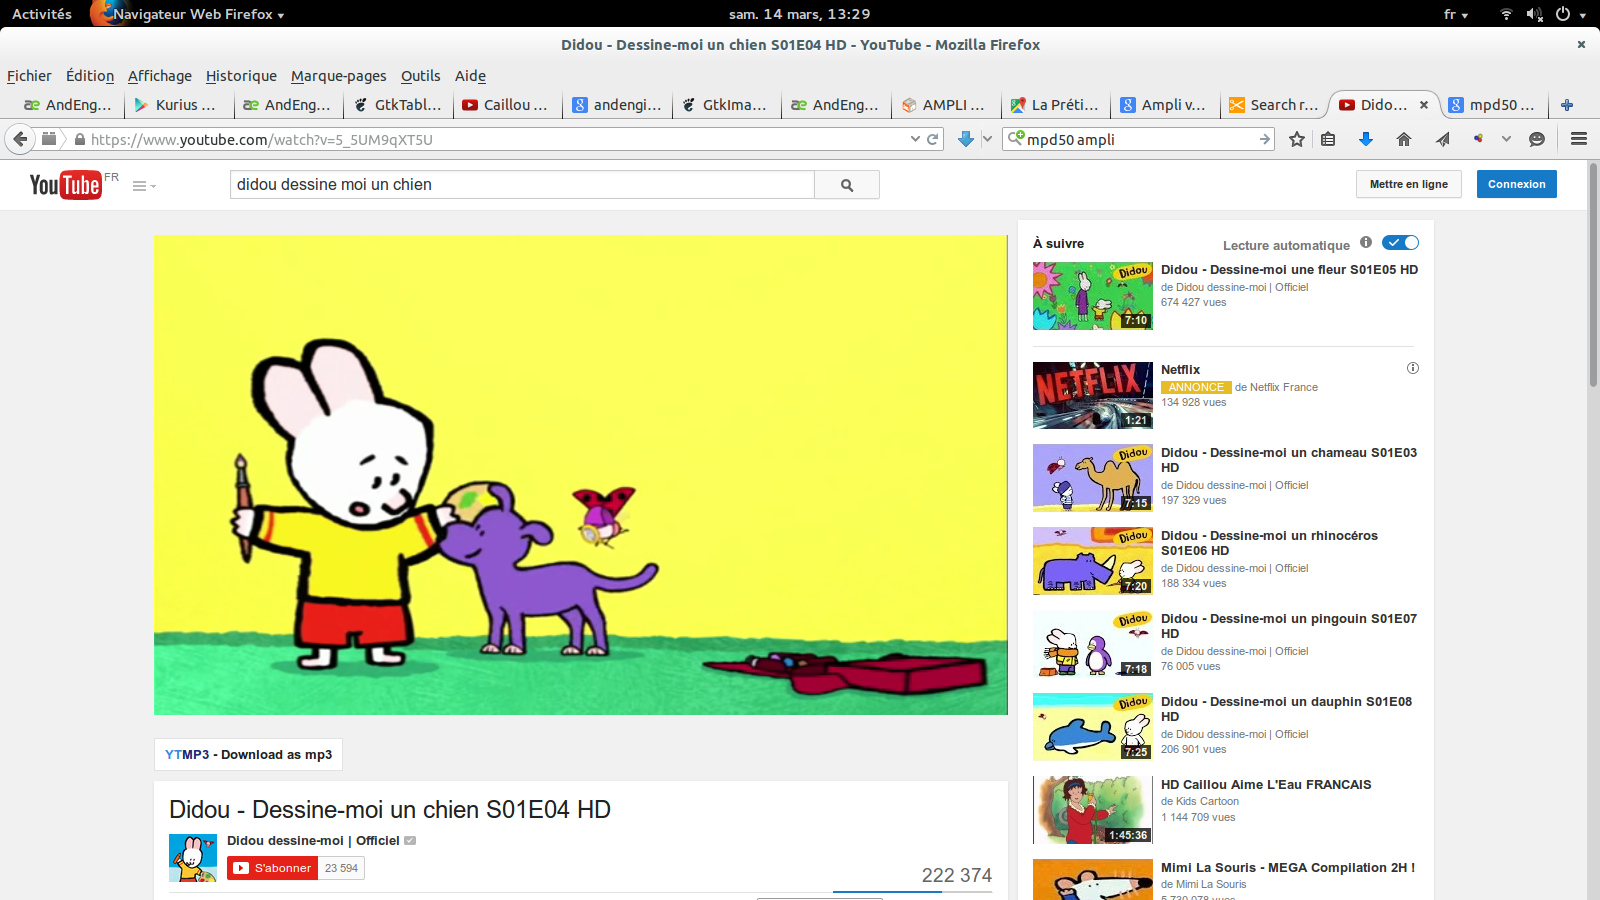 Activités
Navigateur Web Firefox
sam. 14 mars, 13:29
fr
Didou - Dessine-moi un chien S01E04 HD - YouTube - Mozilla Firefox
Fichier Édition Affichage Historique Marque-pages Outils Aide
AndEng…
Kurius …
AndEng…
GtkTabl…
Caillou …
andengi…
GtkIma…
AndEng…
AMPLI …
La Préti…
Ampli v…
Search r…
Dido…
mpd50 …
https://www.youtube.com/watch?v=5_5UM9qXT5U
mpd50 ampli
YouTube FR
didou dessine moi un chien
Mettre en ligne
Connexion
YTMP3 - Download as mp3
Didou - Dessine-moi un chien S01E04 HD
Didou dessine-moi | Officiel
S'abonner
23 594
222 374
À suivre
Lecture automatique
Didou
7:10
Didou - Dessine-moi une fleur S01E05 HD
de Didou dessine-moi | Officiel
674 427 vues
NETFLIX
1:21
Netflix
ANNONCE de Netflix France
134 928 vues
Didou
7:15
Didou - Dessine-moi un chameau S01E03
HD
de Didou dessine-moi | Officiel
197 329 vues
Didou
7:20
Didou - Dessine-moi un rhinocéros
S01E06 HD
de Didou dessine-moi | Officiel
188 334 vues
Didou
7:18
Didou - Dessine-moi un pingouin S01E07
HD
de Didou dessine-moi | Officiel
76 005 vues
Didou
7:25
Didou - Dessine-moi un dauphin S01E08
HD
de Didou dessine-moi | Officiel
206 901 vues
1:45:36
HD Caillou Aime L'Eau FRANCAIS
de Kids Cartoon
1 144 709 vues
Mimi La Souris - MEGA Compilation 2H !
de Mimi La Souris
5 730 078 vues